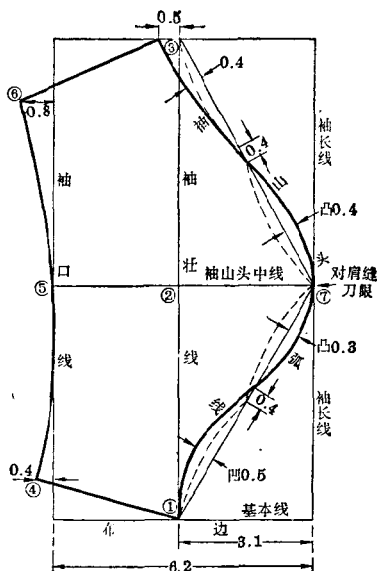 0.5
③
0.4
⑥
0.8
袖
0.4
山
袖长线
袖
袖
凸0.4
口
壮
袖山头中线
头
对肩缝
刀眼
⑤
②
⑦
凸0.3
线
线
弧
线
0.4
袖长线
0.4
④
凹0.5
①
基本线
布边
3.1
6.2